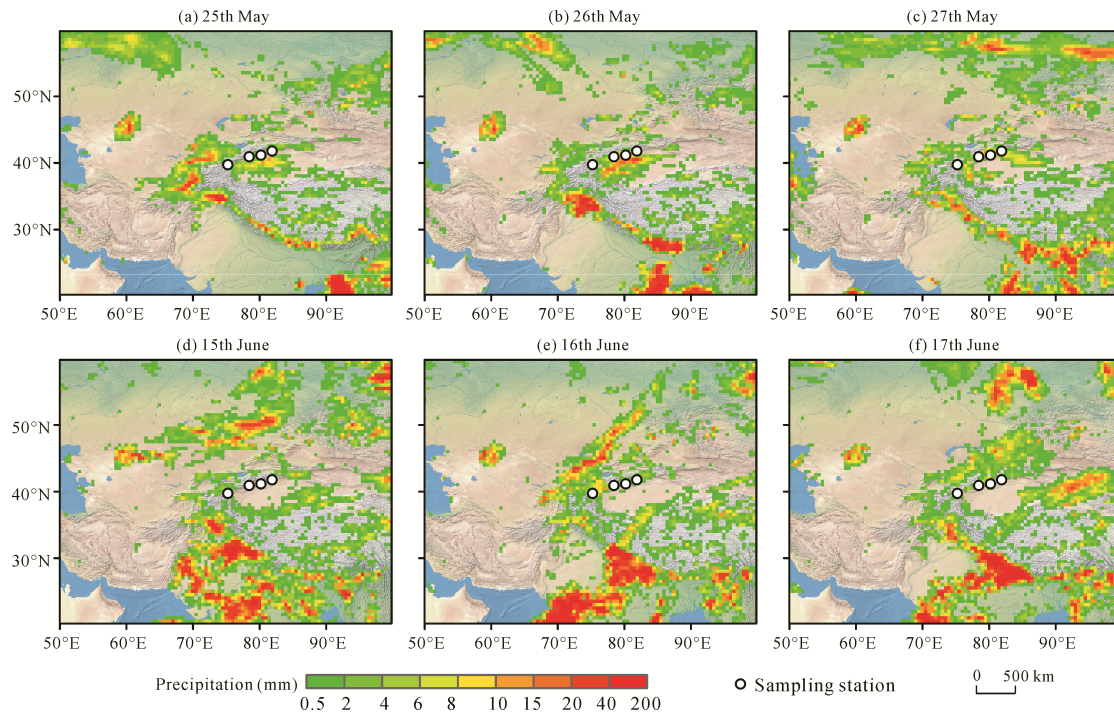 (a) 25th May (b) 26th May (c) 27th May
50°N
40°N
30°N
50°E 60°E 70°E 80°E 90°E 50°E 60°E 70°E 80°E 90°E 50°E 60°E 70°E 80°E 90°E
(d) 15th June (e) 16th June (f) 17th June
50°N
40°N
30°N
50°E 60°E 70°E 80°E 90°E 50°E 60°E 70°E 80°E 90°E 50°E 60°E 70°E 80°E 90°E
Precipitation (mm) Sampling station 0 500 km
0.5 2 4 6 8 10 15 20 40 200